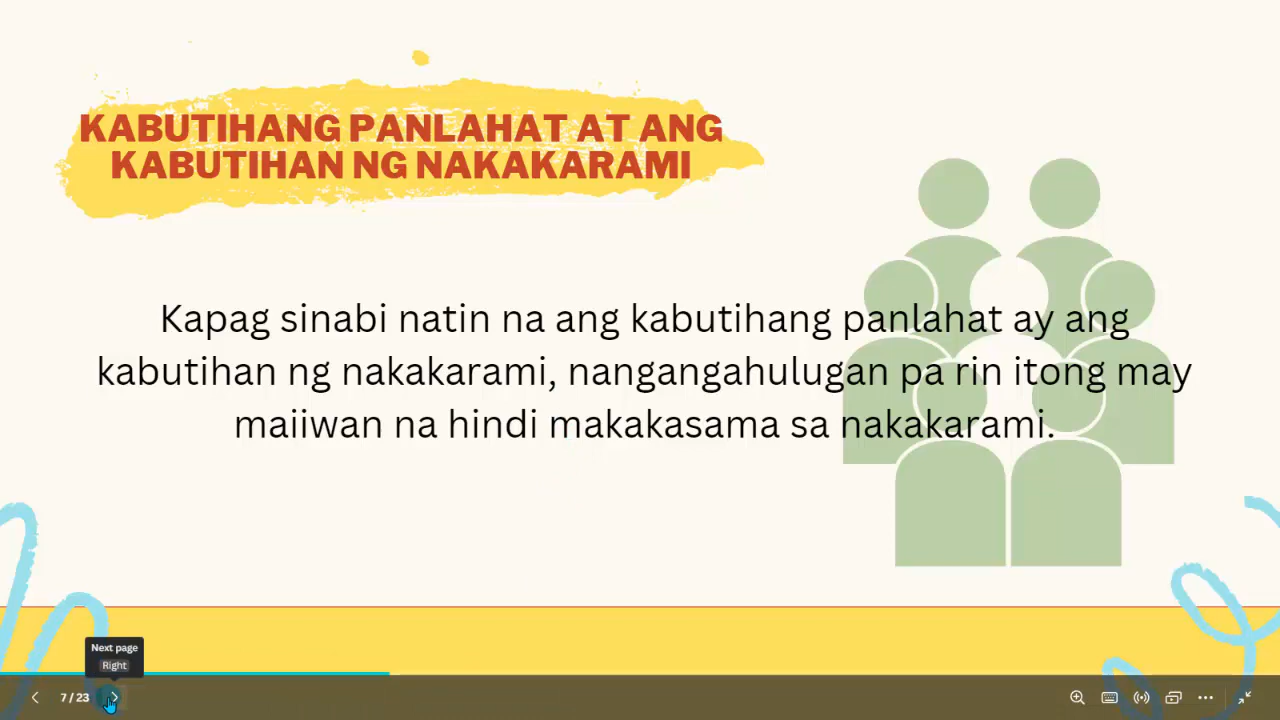 KABUTIHANG PANLAHAT AT ANG
KABUTIHAN NG NAKAKARAMI
Kapag sinabi natin na ang kabutihang panlahat ay ang
kabutihan ng nakakarami, nangangahulugan pa rin itong may
maiiwan na hindi makakasama sa nakakarami.
Next page
Right
7 / 23